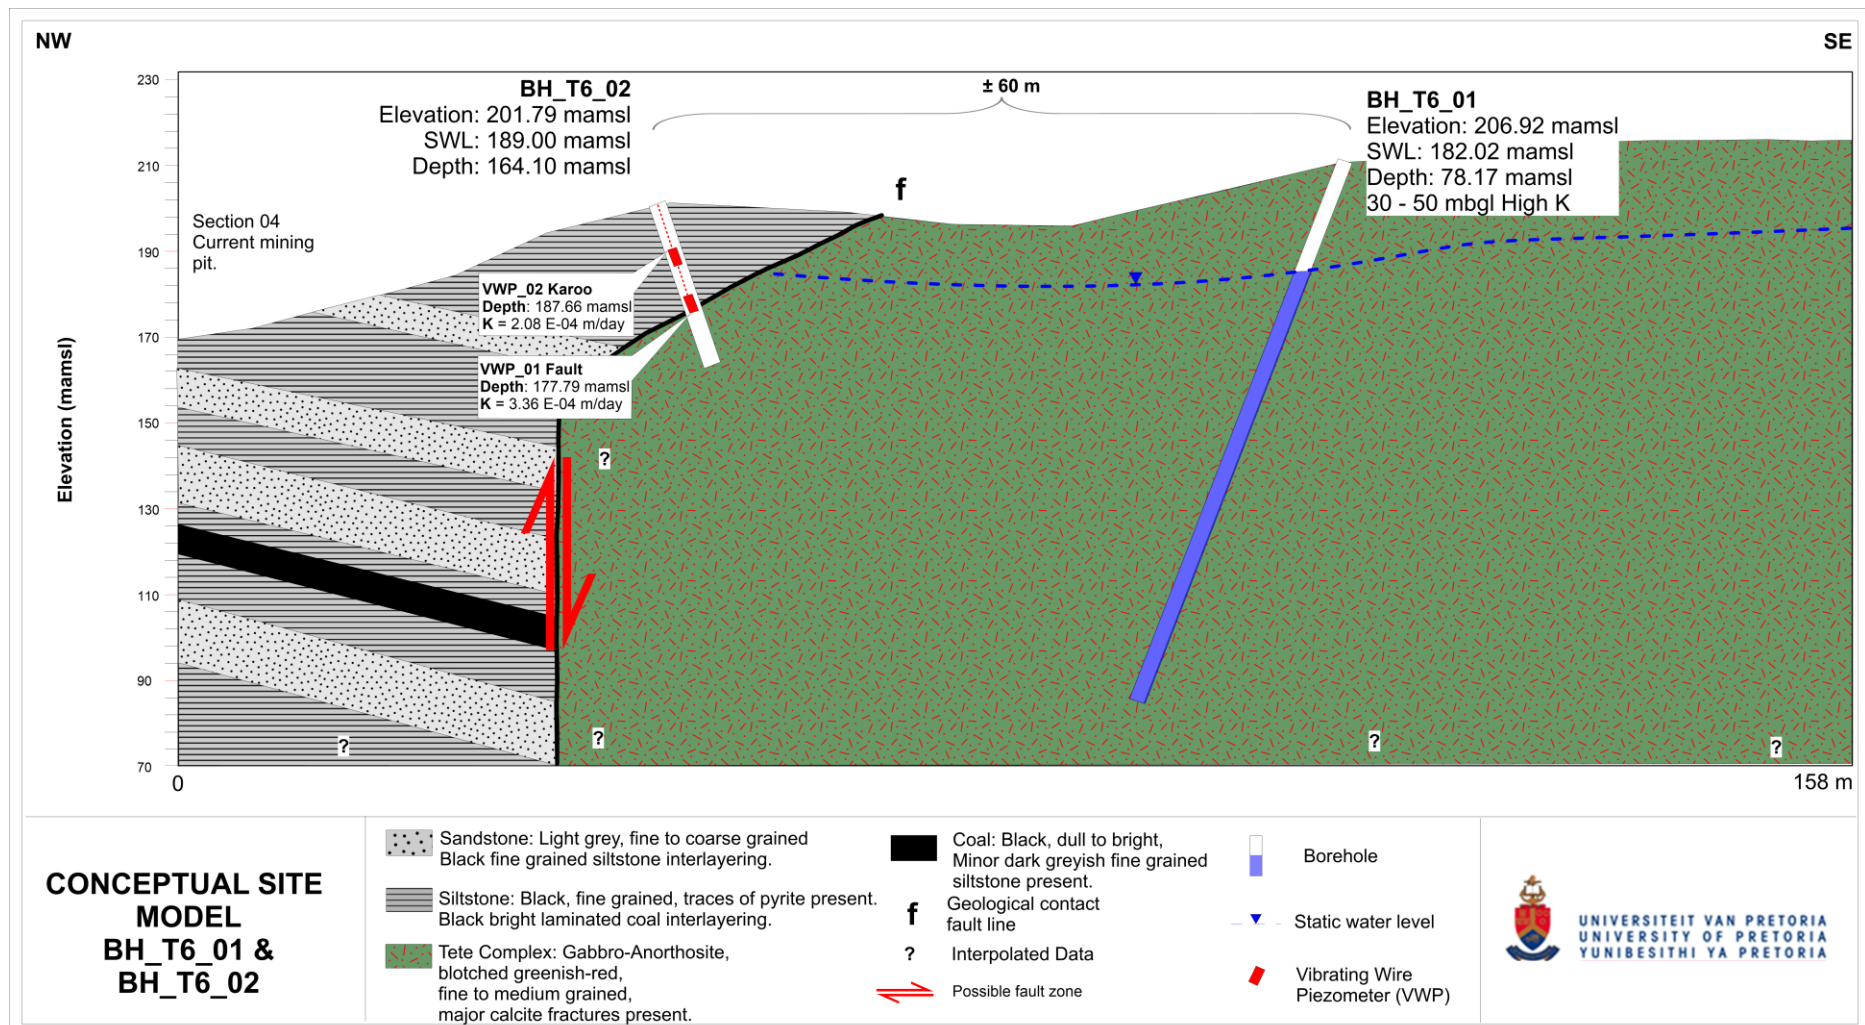 NW
SE
230
210
190
170
150
130
110
90
70
Elevation (mamsl)
BH_T6_02
Elevation: 201.79 mamsl
SWL: 189.00 mamsl
Depth: 164.10 mamsl
± 60 m
BH_T6_01
Elevation: 206.92 mamsl
SWL: 182.02 mamsl
Depth: 78.17 mamsl
30 - 50 mbgl High K
f
Section 04
Current mining
pit.
VWP_02 Karoo
Depth: 187.66 mamsl
K = 2.08 E-04 m/day
VWP_01 Fault
Depth: 177.79 mamsl
K = 3.36 E-04 m/day
?
?
?
?
?
0
158 m
CONCEPTUAL SITE
MODEL
BH_T6_01 &
BH_T6_02
Sandstone: Light grey, fine to coarse grained
Black fine grained siltstone interlayering.
Siltstone: Black, fine grained, traces of pyrite present.
Black bright laminated coal interlayering.
Tete Complex: Gabbro-Anorthosite,
blotched greenish-red,
fine to medium grained,
major calcite fractures present.
Coal: Black, dull to bright,
Minor dark greyish fine grained
siltstone present.
f Geological contact
fault line
? Interpolated Data
Possible fault zone
Borehole
Static water level
Vibrating Wire
Piezometer (VWP)
UNIVERSITEIT VAN PRETORIA
UNIVERSITY OF PRETORIA
YUNIBESITHI YA PRETORIA